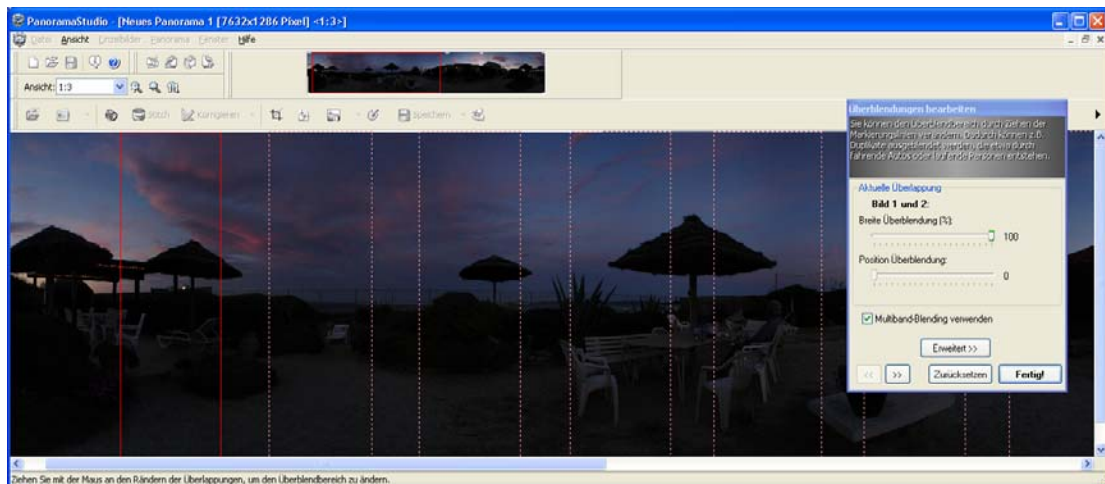 PanoramaStudio - [Neues Panorama 1 [7632x1286 Pixel] <1:3>]
Datei Ansicht Einzelbilder Panorama Fenster Hilfe
Ansicht: 1:3
Stitch Korrigieren Speichern
Überblendungen bearbeiten
Sie können den Überblendbereich durch Ziehen der
Markierungslinien verändern. Dadurch können z.B.
Duplikate ausgeblendet werden, die etwa durch
fahrende Autos oder laufende Personen entstehen.
Aktuelle Überlappung
Bild 1 und 2:
Breite Überblendung [%]:
100
Position Überblendung:
0
Multiband-Blending verwenden
Erweitert >>
<< >> Zurücksetzen Fertig!
Ziehen Sie mit der Maus an den Rändern der Überlappungen, um den Überblendbereich zu ändern.